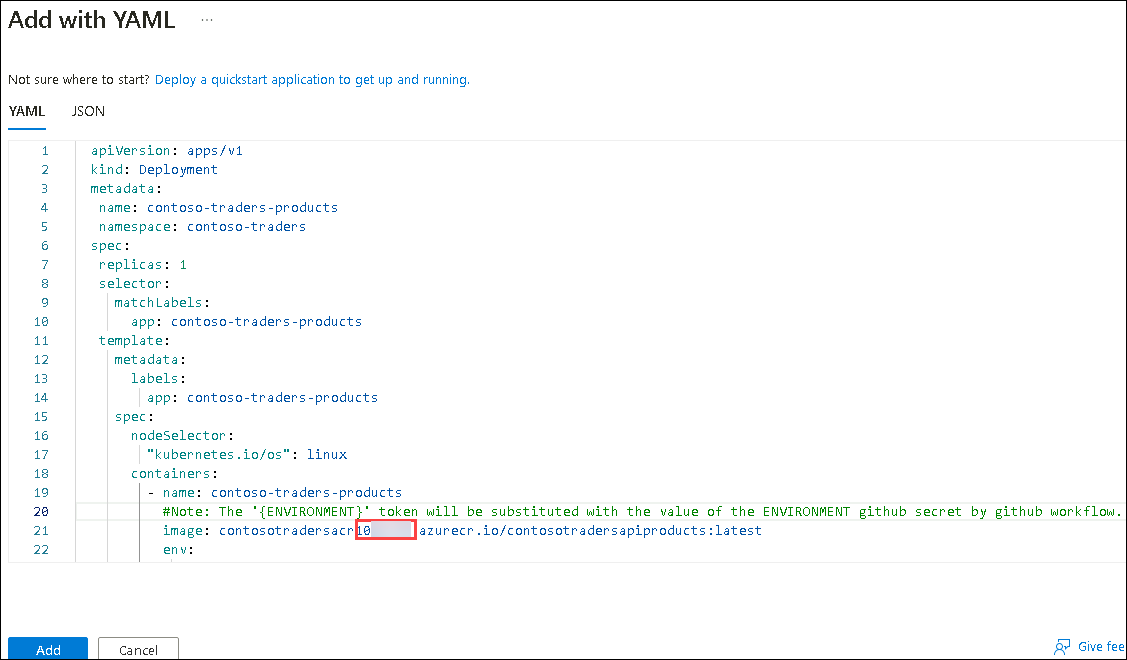 Add with YAML ...
Not sure where to start? Deploy a quickstart application to get up and running.
YAML JSON
1 apiVersion: apps/v1
2 kind: Deployment
3 metadata:
4 name: contoso-traders-products
5 namespace: contoso-traders
6 spec:
7 replicas: 1
8 selector:
9 matchLabels:
10 app: contoso-traders-products
11 template:
12 metadata:
13 labels:
14 app: contoso-traders-products
15 spec:
16 nodeSelector:
17 "kubernetes.io/os": linux
18 containers:
19 - name: contoso-traders-products
20 #Note: The '{ENVIRONMENT}' token will be substituted with the value of the ENVIRONMENT github secret by github workflow.
21 image: contosotradersacr10 azurecr.io/contosotradersapiproducts:latest
22 env:
Add Cancel Give fee